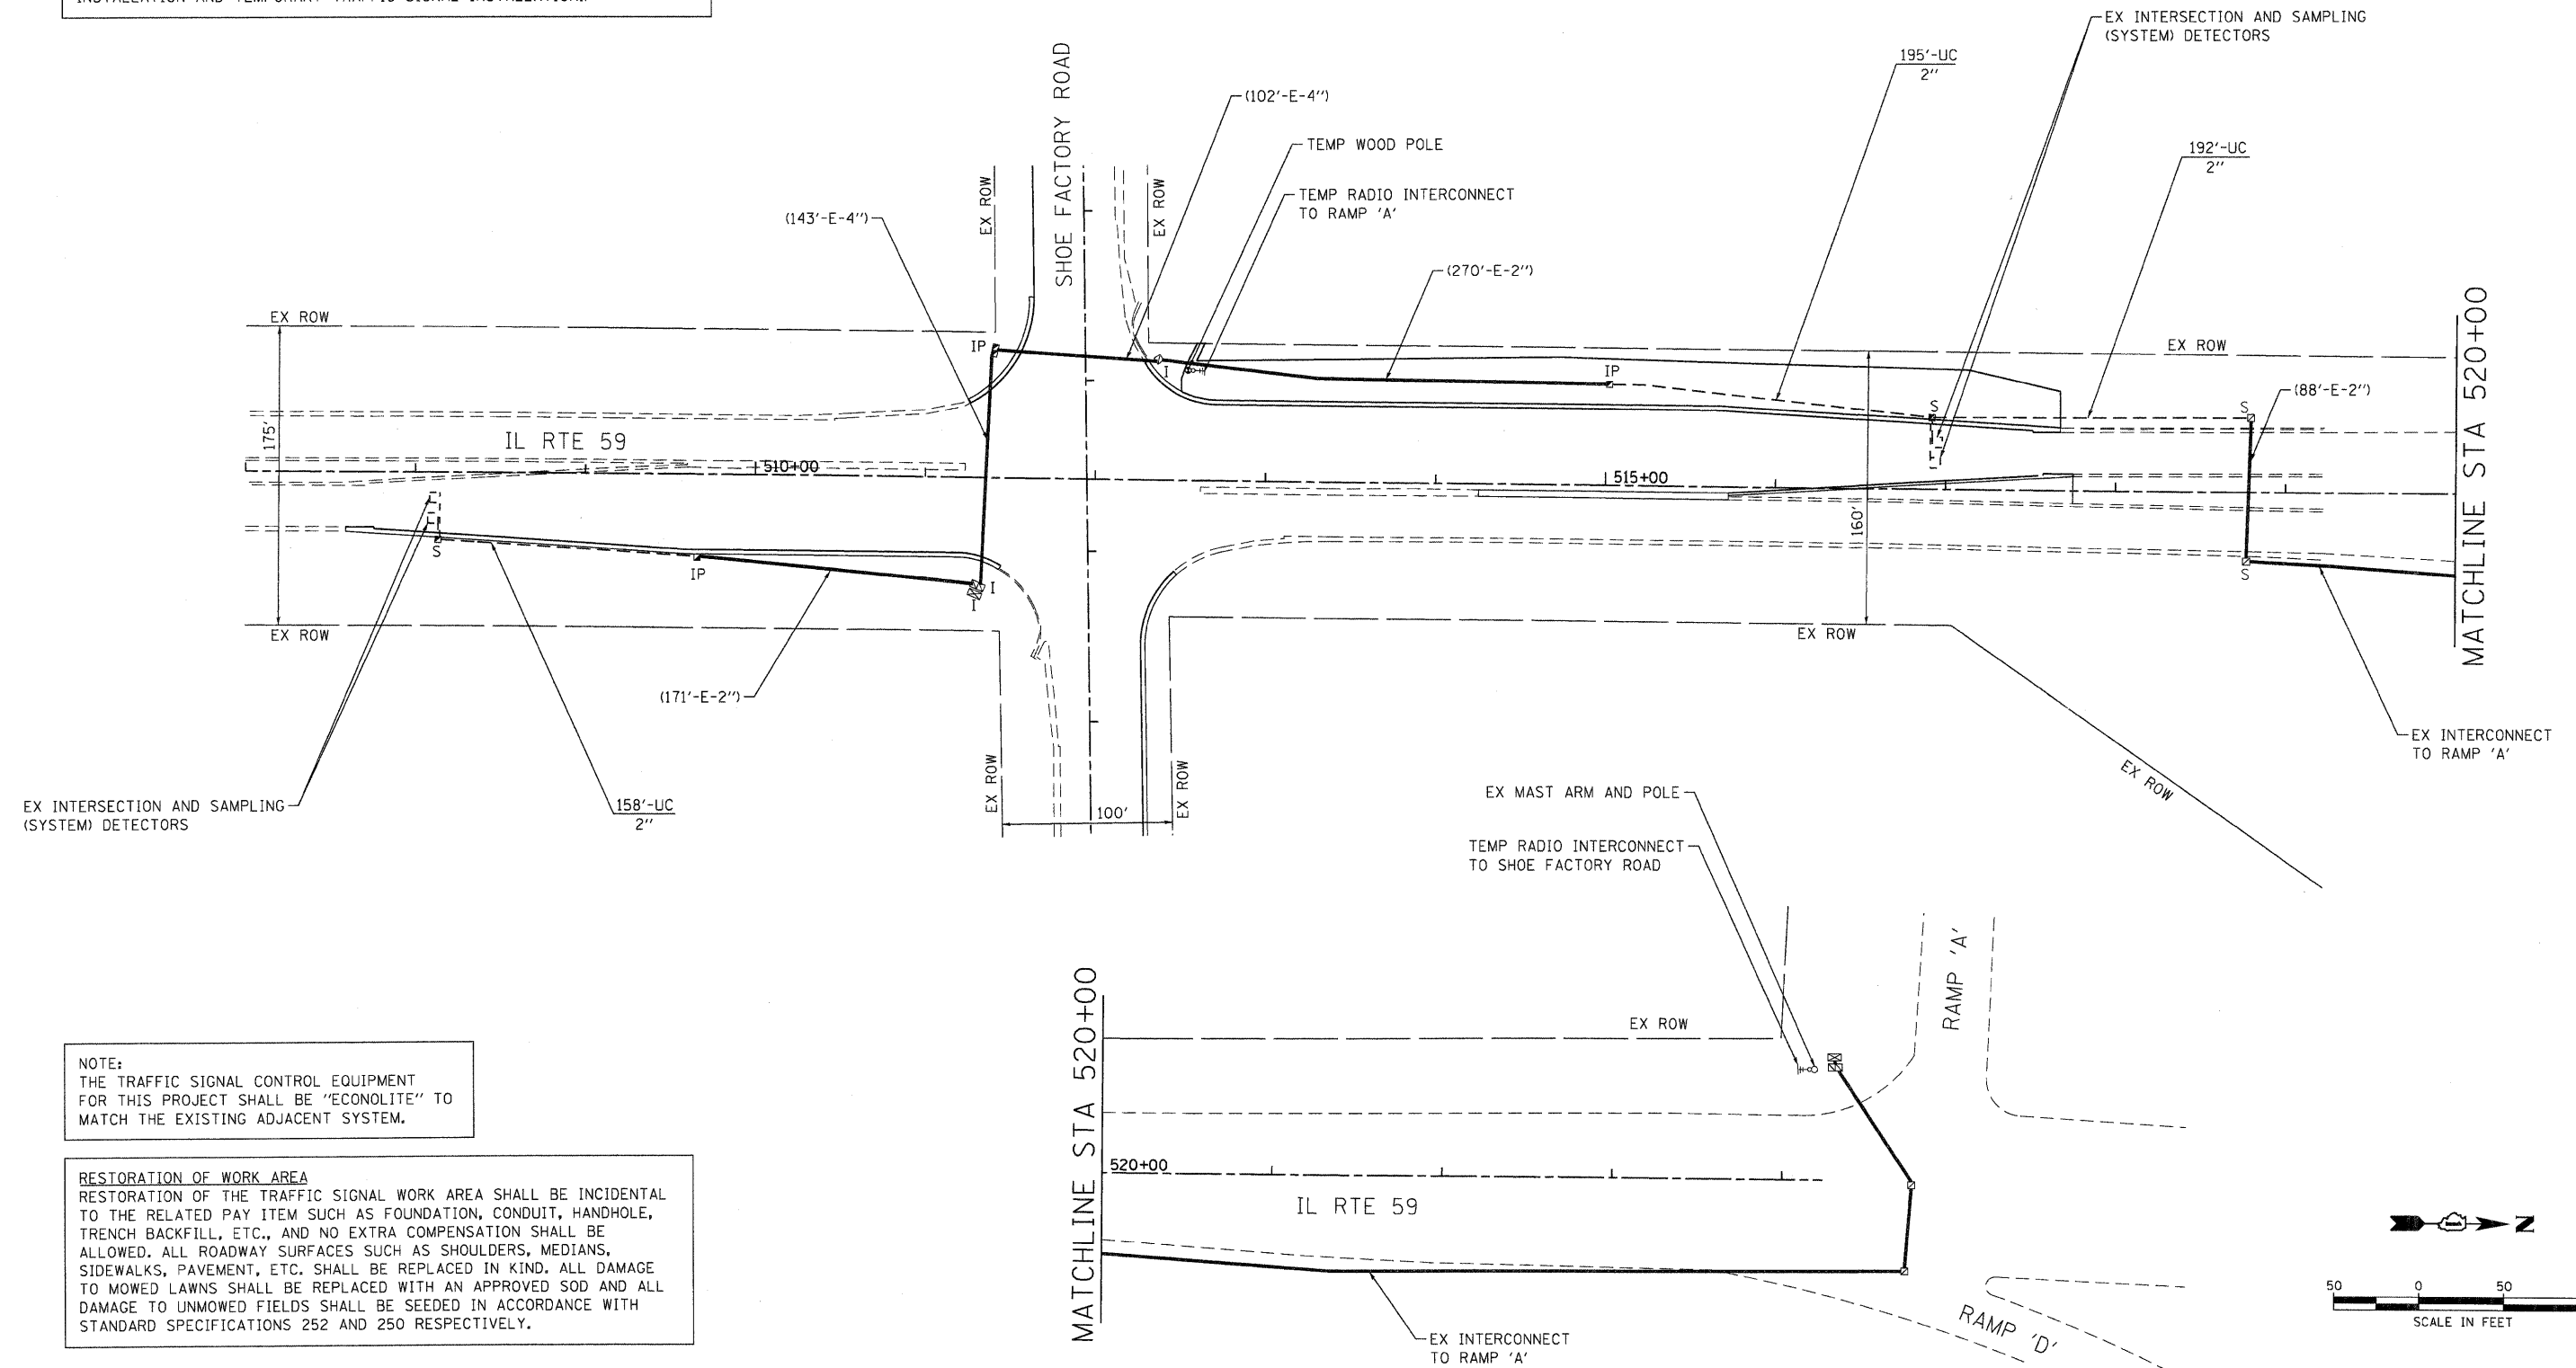 EX INTERSECTION AND SAMPLING
(SYSTEM) DETECTORS
195'-UC
2"
(102'-E-4")
TEMP WOOD POLE
192'-UC
2"
TEMP RADIO INTERCONNECT
TO RAMP 'A'
SHOE FACTORY ROAD
EX ROW
EX ROW
(143'-E-4")
(270'-E-2")
EX ROW
IP
I
IP
EX ROW
MATCHLINE STA 520+00
(88'-E-2")
S
S
175'
IL RTE 59
510+00
515+00
160'
S
IP
I
I
S
EX ROW
EX ROW
(171'-E-2")
EX INTERCONNECT
TO RAMP 'A'
EX ROW
EX ROW
EX ROW
100'
EX INTERSECTION AND SAMPLING
(SYSTEM) DETECTORS
158'-UC
2"
EX MAST ARM AND POLE
TEMP RADIO INTERCONNECT
TO SHOE FACTORY ROAD
RAMP 'A'
MATCHLINE STA 520+00
EX ROW
520+00
IL RTE 59
EX INTERCONNECT
TO RAMP 'A'
RAMP 'D'
NOTE:
THE TRAFFIC SIGNAL CONTROL EQUIPMENT
FOR THIS PROJECT SHALL BE "ECONOLITE" TO
MATCH THE EXISTING ADJACENT SYSTEM.
RESTORATION OF WORK AREA
RESTORATION OF THE TRAFFIC SIGNAL WORK AREA SHALL BE INCIDENTAL
TO THE RELATED PAY ITEM SUCH AS FOUNDATION, CONDUIT, HANDHOLE,
TRENCH BACKFILL, ETC., AND NO EXTRA COMPENSATION SHALL BE
ALLOWED. ALL ROADWAY SURFACES SUCH AS SHOULDERS, MEDIANS,
SIDEWALKS, PAVEMENT, ETC. SHALL BE REPLACED IN KIND. ALL DAMAGE
TO MOWED LAWNS SHALL BE REPLACED WITH AN APPROVED SOD AND ALL
DAMAGE TO UNMOWED FIELDS SHALL BE SEEDED IN ACCORDANCE WITH
STANDARD SPECIFICATIONS 252 AND 250 RESPECTIVELY.
N
50 0 50
SCALE IN FEET